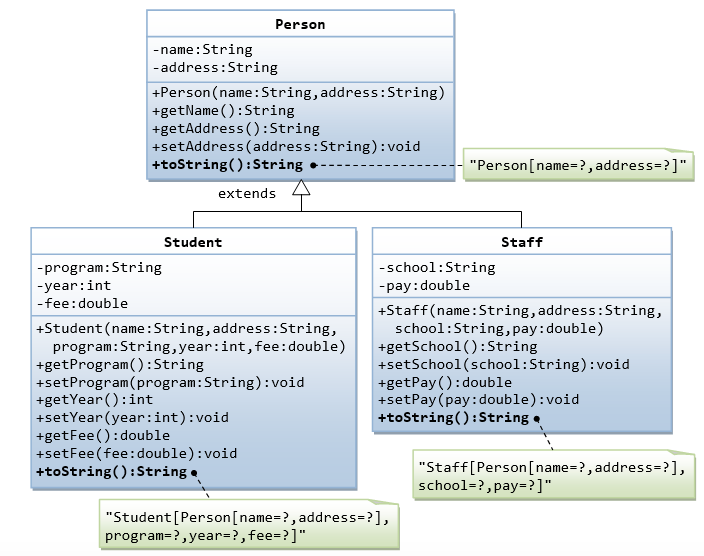 Person
-name:String
-address:String
+Person(name:String,address:String)
+getName():String
+getAddress():String
+setAddress(address:String):void
+toString():String
"Person[name=?,address=?]"
extends
Student
-program:String
-year:int
-fee:double
+Student(name:String,address:String,
program:String,year:int,fee:double)
+getProgram():String
+setProgram(program:String):void
+getYear():int
+setYear(year:int):void
+getFee():double
+setFee(fee:double):void
+toString():String
"Student[Person[name=?,address=?],
program=?,year=?,fee=?]"
Staff
-school:String
-pay:double
+Staff(name:String,address:String,
school:String,pay:double)
+getSchool():String
+setSchool(school:String):void
+getPay():double
+setPay(pay:double):void
+toString():String
"Staff[Person[name=?,address=?],
school=?,pay=?]"